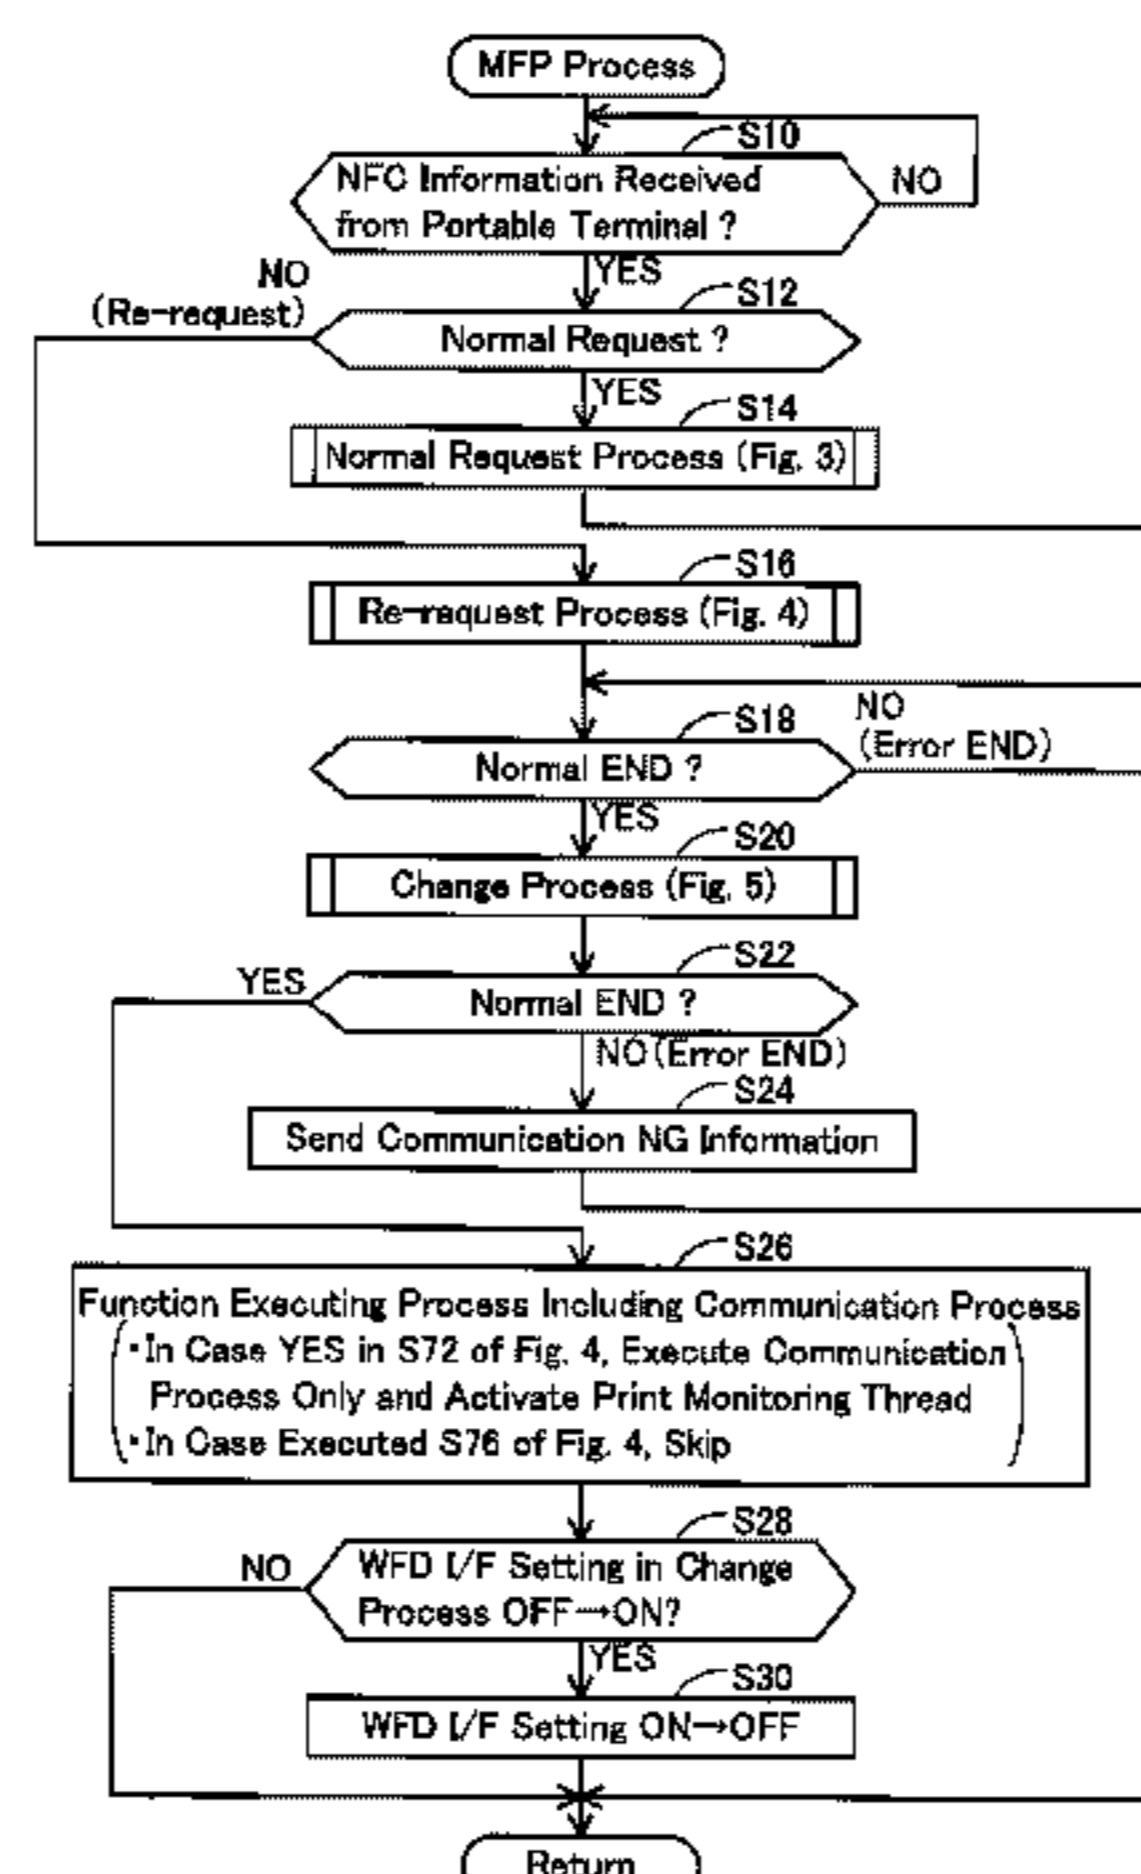 MFP Process
S10
NFC Information Received
from Portable Terminal ?
NO
YES
NO
(Re-request)
S12
Normal Request ?
YES
S14
Normal Request Process (Fig. 3)
S16
Re-request Process (Fig. 4)
S18
NO
(Error END)
Normal END ?
YES
S20
Change Process (Fig. 5)
S22
YES
Normal END ?
NO (Error END)
S24
Send Communication NG Information
S26
Function Executing Process Including Communication Process
・In Case YES in S72 of Fig. 4, Execute Communication
Process Only and Activate Print Monitoring Thread
・In Case Executed S76 of Fig. 4, Skip
S28
NO
WFD I/F Setting in Change
Process OFF→ON?
YES
S30
WFD I/F Setting ON→OFF
Return